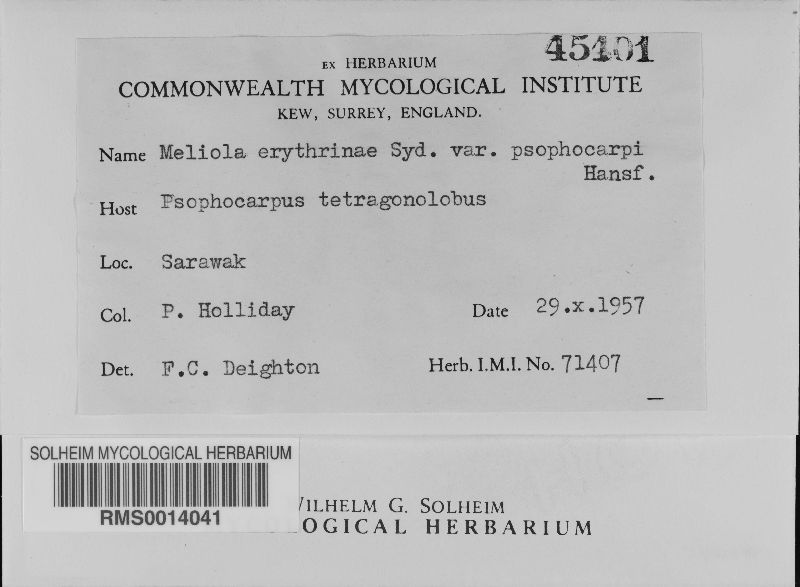 45101
EX HERBARIUM
COMMONWEALTH MYCOLOGICAL INSTITUTE
KEW, SURREY, ENGLAND.
Name Meliola erythrinae Syd. var. psophocarpi
Hansf.
Host Psophocarpus tetragonolobus
Loc. Sarawak
Col. P. Holliday Date 29.x.1957
Det. F.C. Deighton Herb. I.M.I. No. 71407
SOLHEIM MYCOLOGICAL HERBARIUM
RMS0014041
WILHELM G. SOLHEIM
OGICAL HERBARIUM